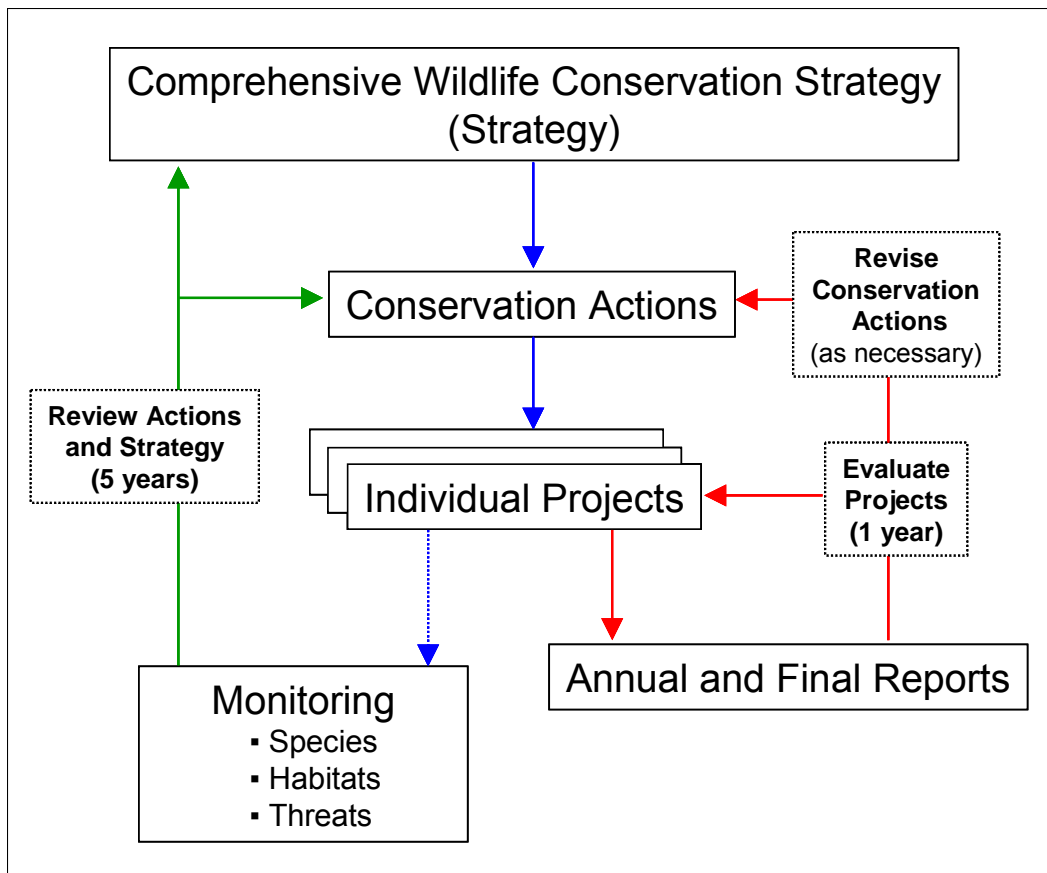 Comprehensive Wildlife Conservation Strategy
(Strategy)
Revise
Conservation
Actions
(as necessary)
Conservation Actions
Review Actions
and Strategy
(5 years)
Individual Projects
Evaluate
Projects
(1 year)
Annual and Final Reports
Monitoring
▪ Species
▪ Habitats
▪ Threats